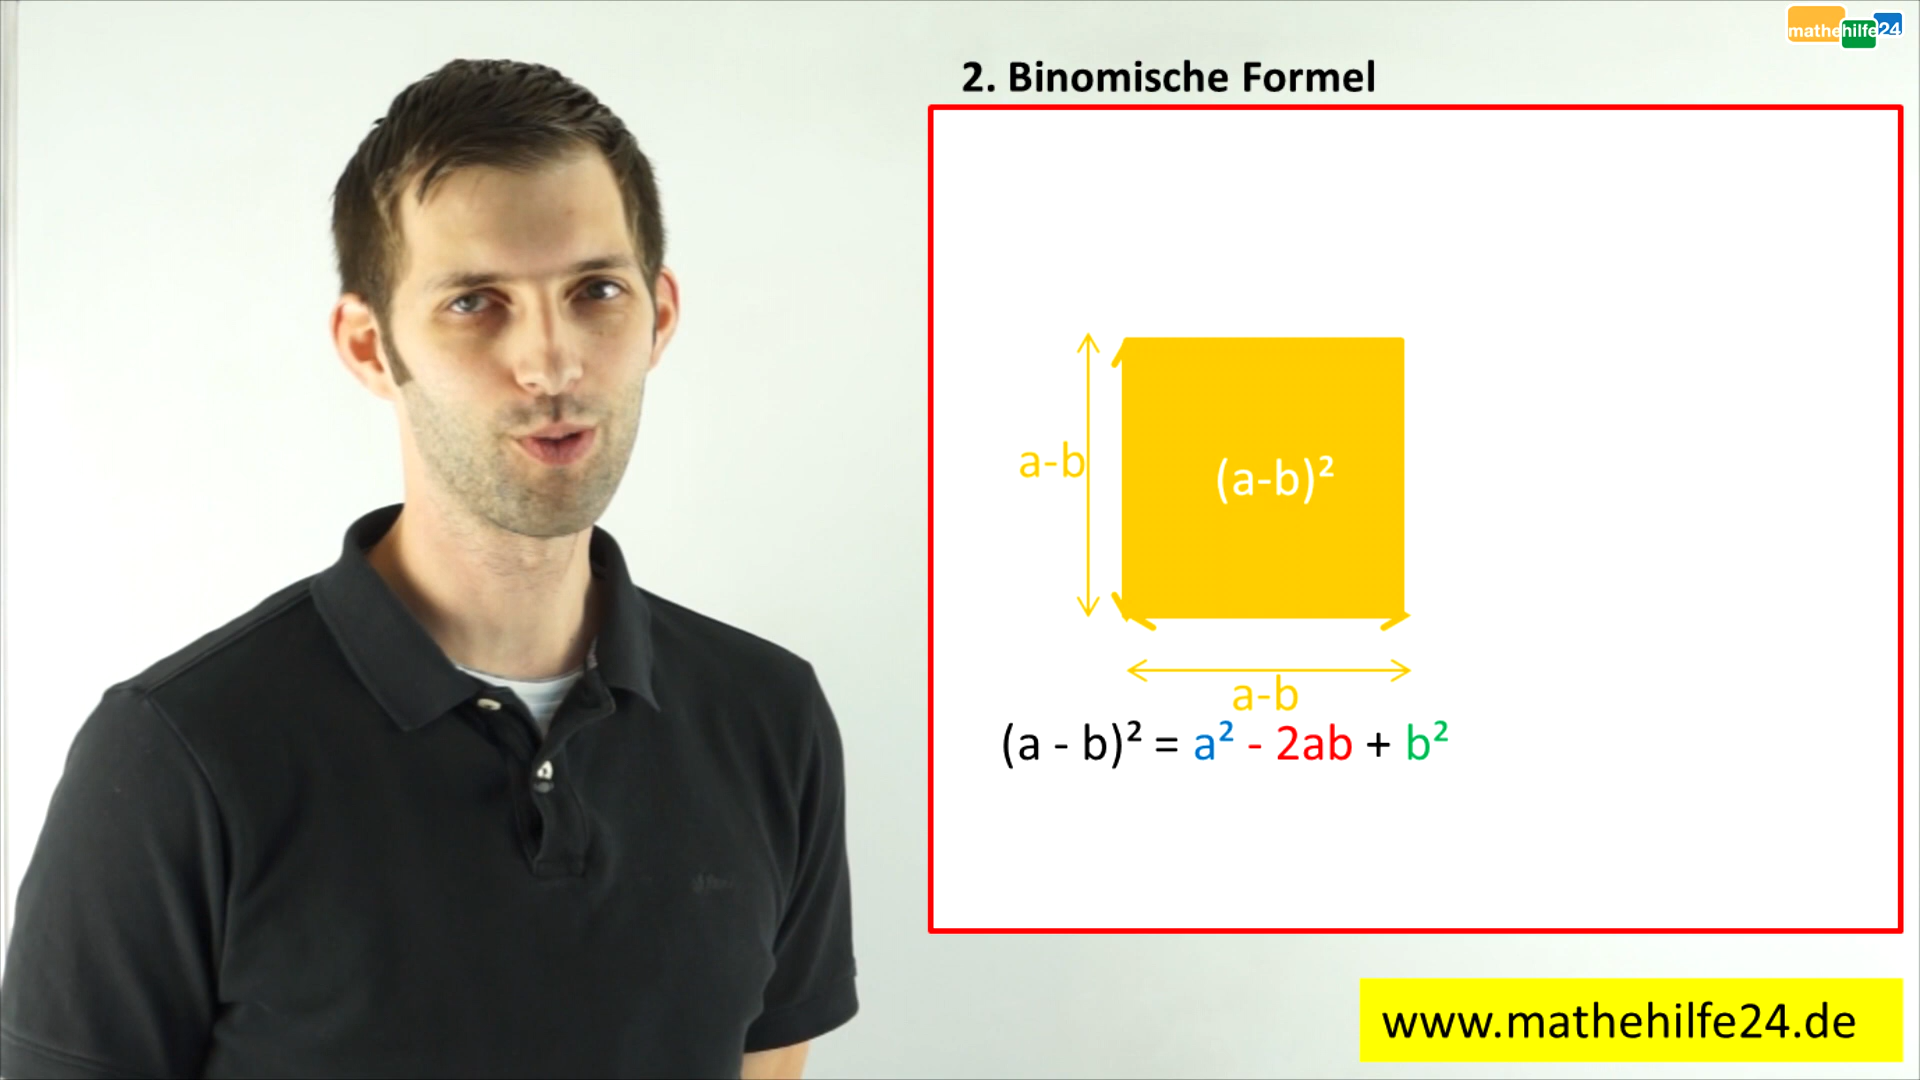 mathehilfe24
2. Binomische Formel
a-b
(a-b)²
a-b
(a - b)² = a² - 2ab + b²
www.mathehilfe24.de